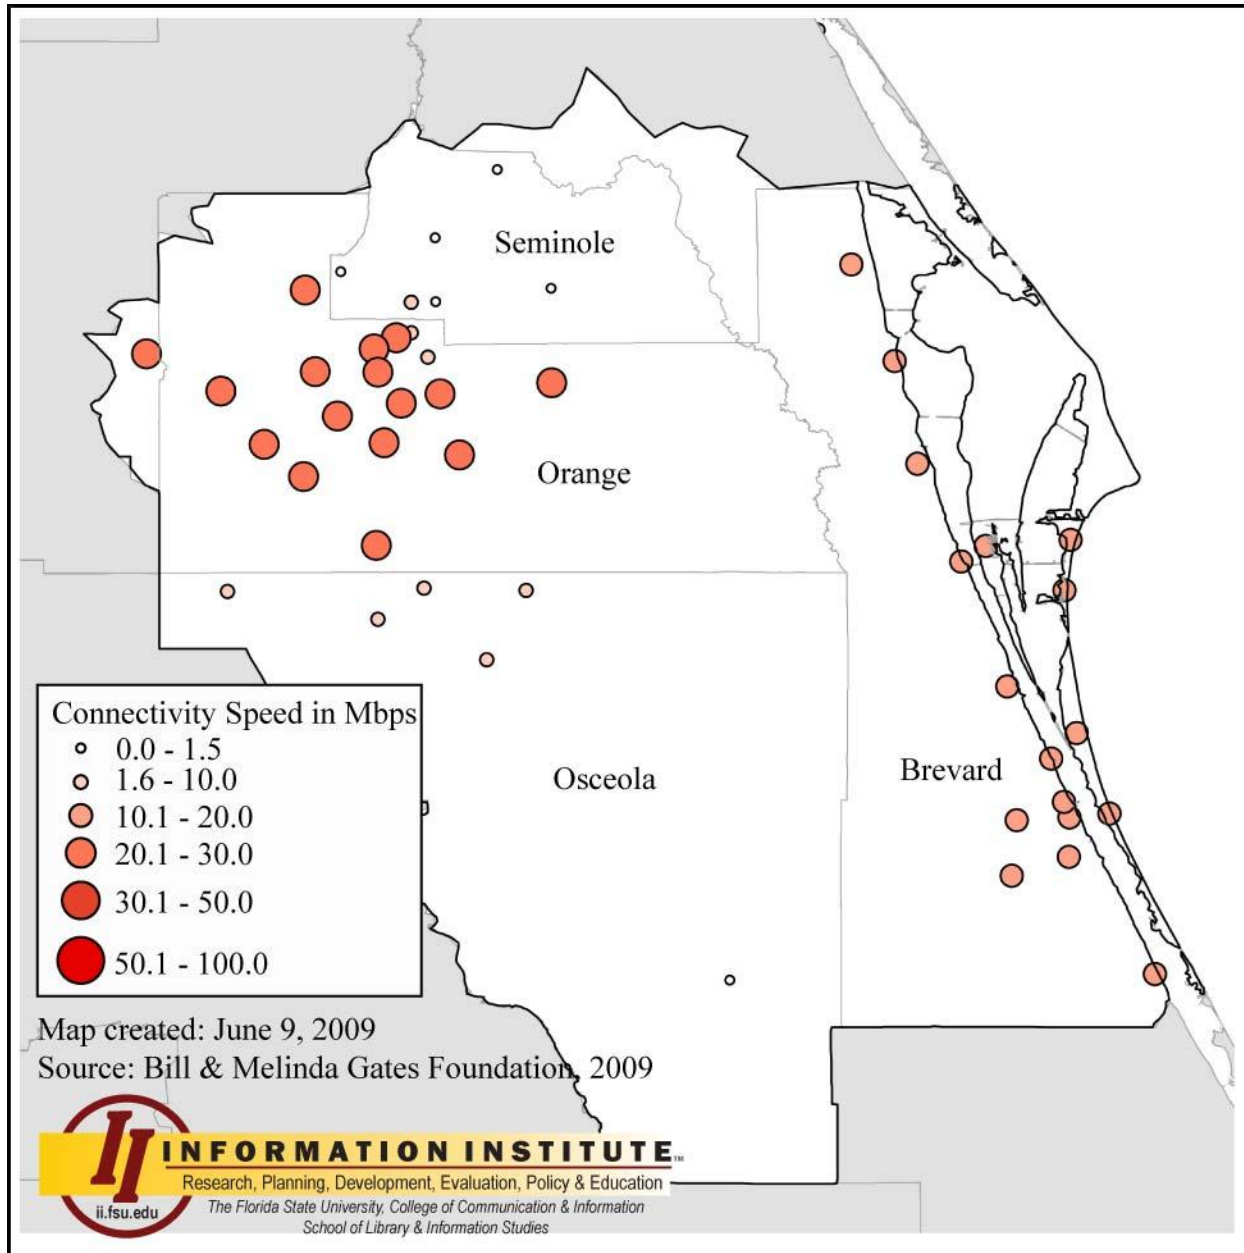 Seminole
Orange
Osceola
Brevard
Connectivity Speed in Mbps
0.0 - 1.5
1.6 - 10.0
10.1 - 20.0
20.1 - 30.0
30.1 - 50.0
50.1 - 100.0
Map created: June 9, 2009
Source: Bill & Melinda Gates Foundation, 2009
II
ii.fsu.edu
INFORMATION INSTITUTE™
Research, Planning, Development, Evaluation, Policy & Education
The Florida State University, College of Communication & Information
School of Library & Information Studies